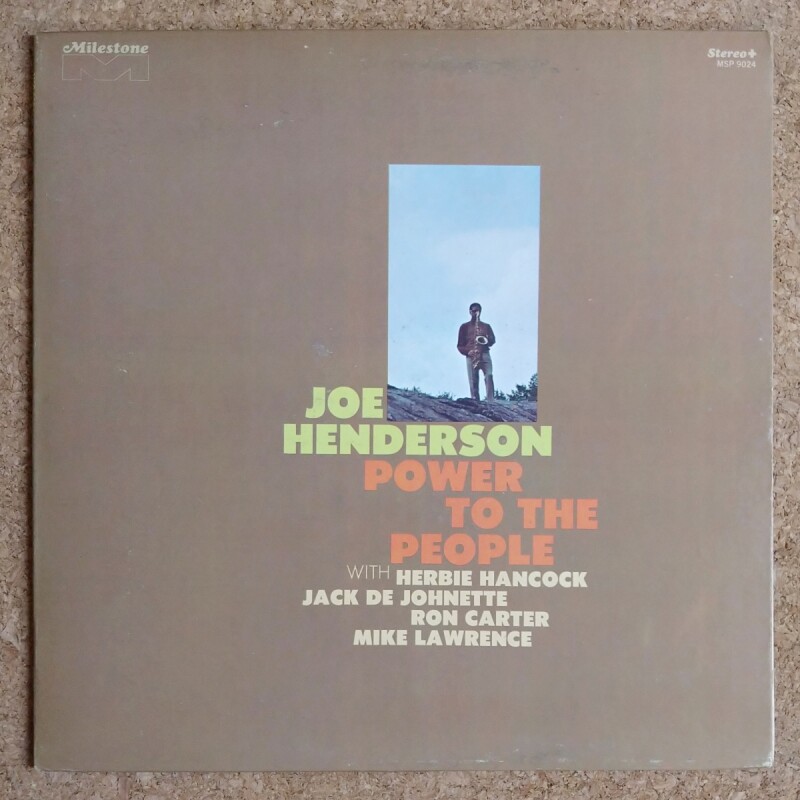 Milestone
Stereo+
MSP 9024
JOE
HENDERSON
POWER
TO THE
PEOPLE
WITH HERBIE HANCOCK
JACK DE JOHNETTE
RON CARTER
MIKE LAWRENCE